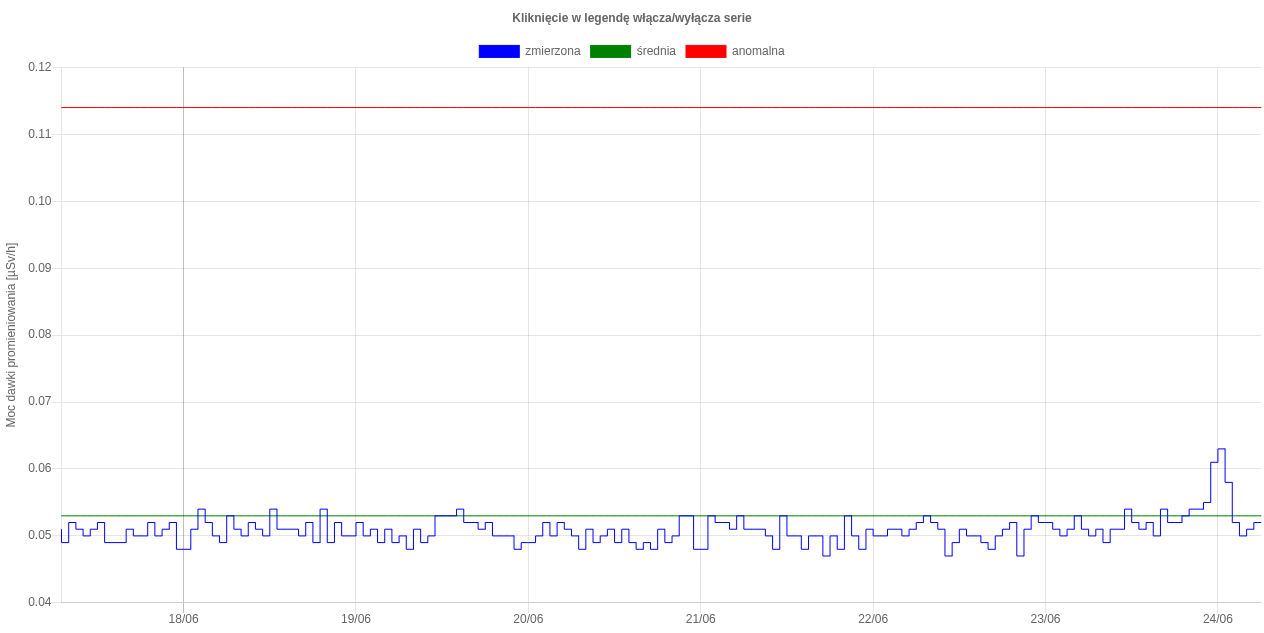 Kliknięcie w legendę włącza/wyłącza serie
zmierzona średnia anomalna
Moc dawki promieniowania [µSv/h]
0.12
0.11
0.10
0.09
0.08
0.07
0.06
0.05
0.04
18/06 19/06 20/06 21/06 22/06 23/06 24/06